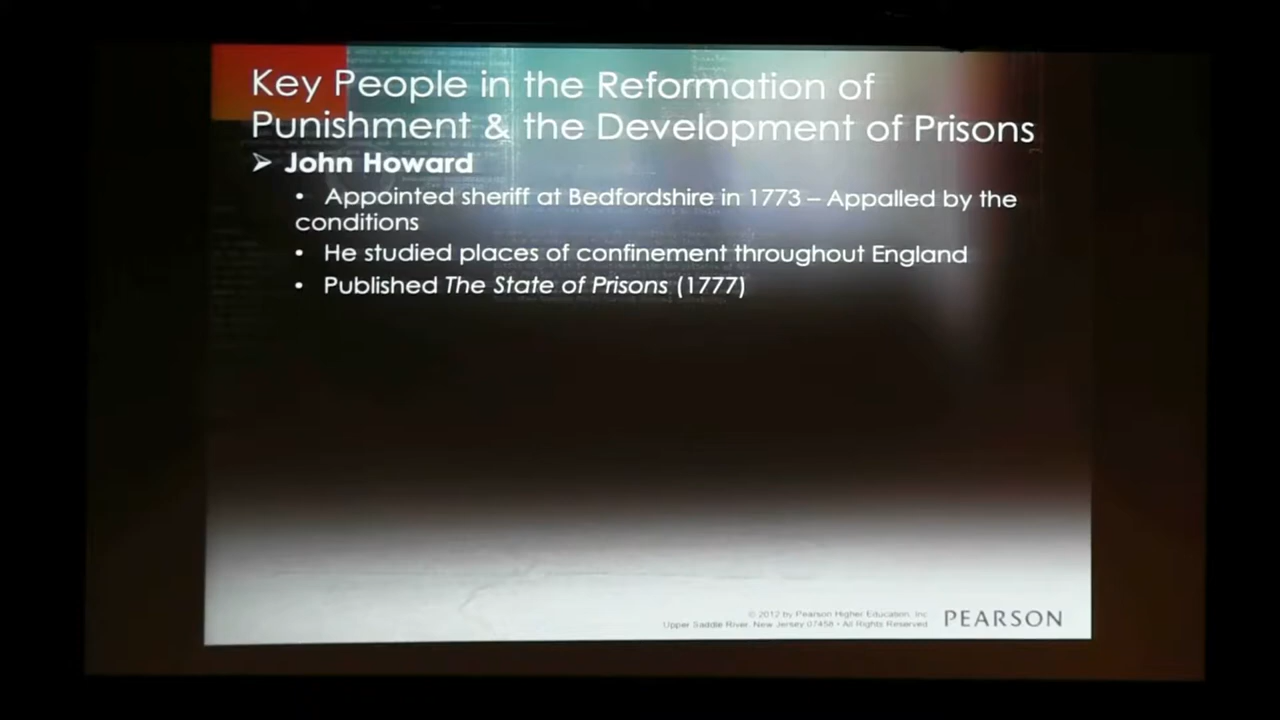 Key People in the Reformation of
Punishment & the Development of Prisons
➢ John Howard
• Appointed sheriff at Bedfordshire in 1773 – Appalled by the
conditions
• He studied places of confinement throughout England
• Published The State of Prisons (1777)
© 2012 by Pearson Higher Education, Inc
Upper Saddle River, New Jersey 07458 • All Rights Reserved
PEARSON